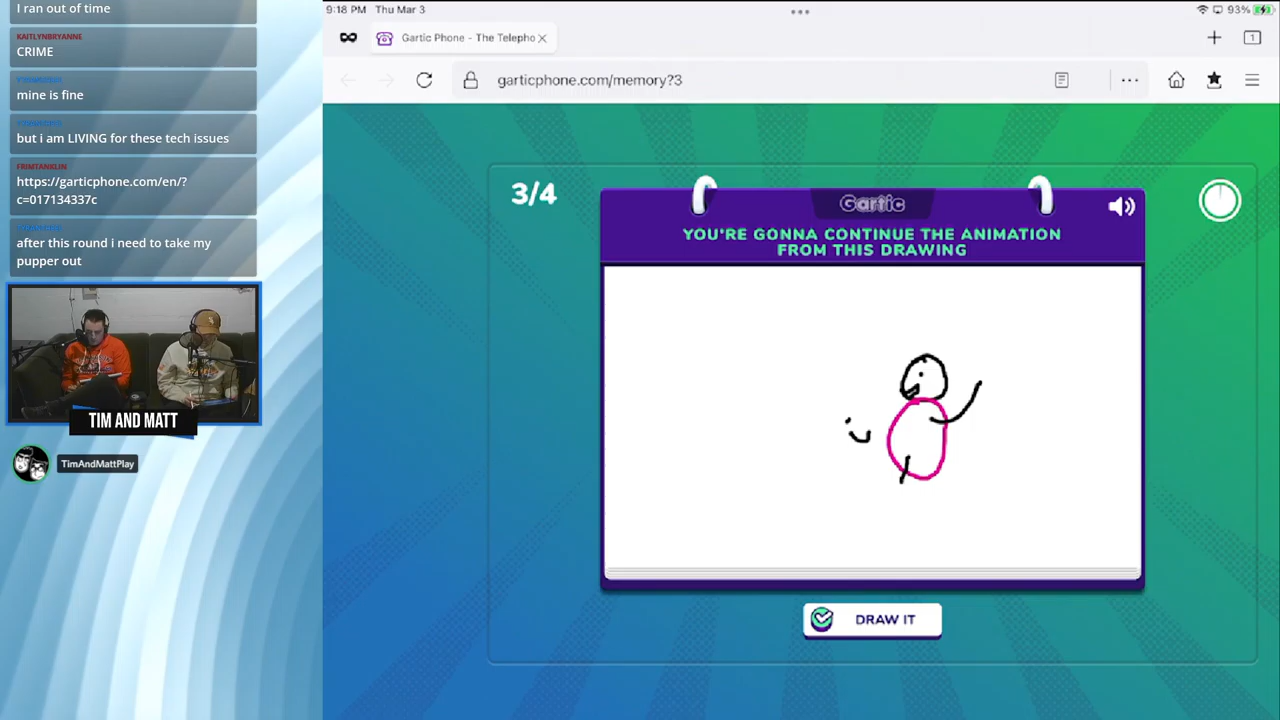 I ran out of time
KAITLYNBRYANNE
CRIME
mine is fine
but i am LIVING for these tech issues
FRIMTANKLIN
https://garticphone.com/en/?
c=017134337c
after this round i need to take my
pupper out
TIM AND MATT
TimAndMattPlay
9:18 PM Thu Mar 3
93%
Gartic Phone - The Telepho
1
garticphone.com/memory?3
3/4
Gartic
YOU'RE GONNA CONTINUE THE ANIMATION
FROM THIS DRAWING
DRAW IT